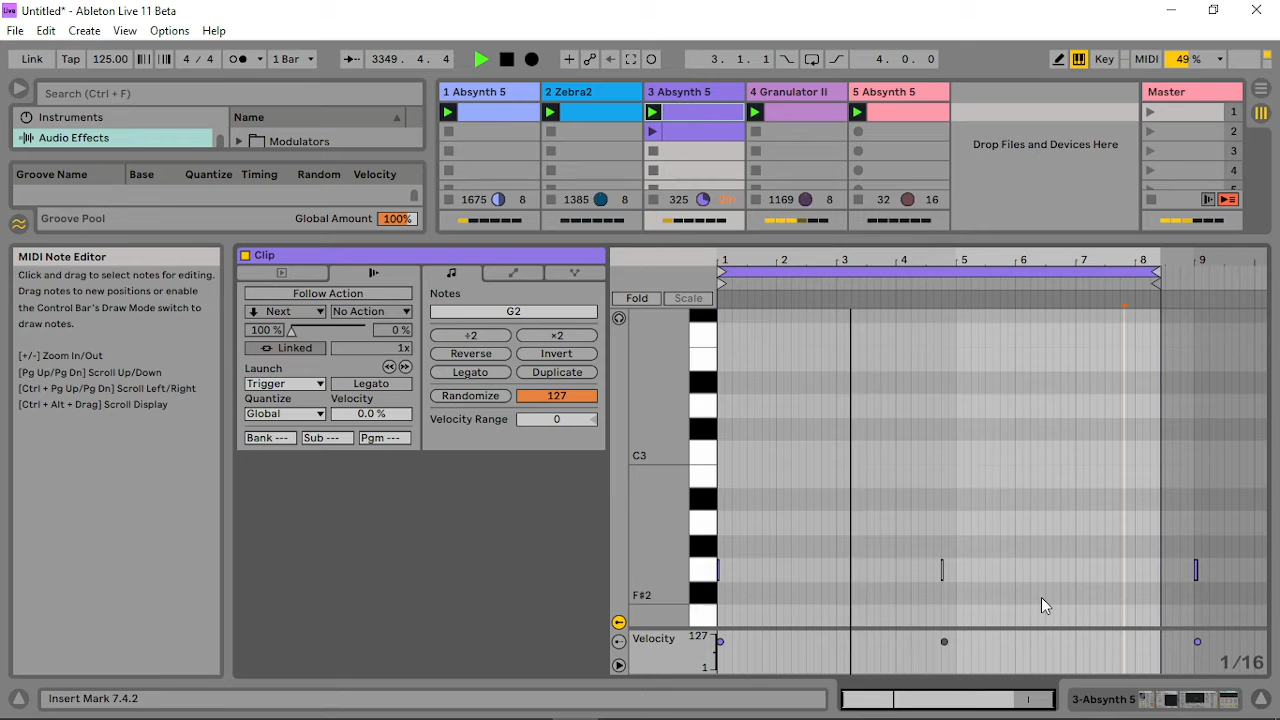 Live Untitled* - Ableton Live 11 Beta
File Edit Create View Options Help
Link Tap 125.00 4 / 4 1 Bar 3349. 4. 4 3. 1. 1 4. 0. 0 Key MIDI 49 %
Search (Ctrl + F)
Instruments
Audio Effects
Name
Modulators
Groove Name Base Quantize Timing Random Velocity
Groove Pool Global Amount 100%
1 Absynth 5 2 Zebra2 3 Absynth 5 4 Granulator II 5 Absynth 5 Master
1
2
3
4
Drop Files and Devices Here
1675 1385 8 325 1169 8 32 16
MIDI Note Editor
Click and drag to select notes for editing.
Drag notes to new positions or enable
the Control Bar's Draw Mode switch to
draw notes.
[+/-] Zoom In/Out
[Pg Up/Pg Dn] Scroll Up/Down
[Ctrl + Pg Up/Pg Dn] Scroll Left/Right
[Ctrl + Alt + Drag] Scroll Display
Clip
Follow Action
Next No Action
100 % 0 %
Linked 1x
Launch
Trigger Legato
Quantize Velocity
Global 0.0 %
Bank --- Sub --- Pgm ---
Notes
G2
÷2 ×2
Reverse Invert
Legato Duplicate
Randomize 127
Velocity Range 0
1 2 3 4 5 6 7 8 9
Fold Scale
C3
F♯2
Velocity 127
1
1/16
Insert Mark 7.4.2
3-Absynth 5